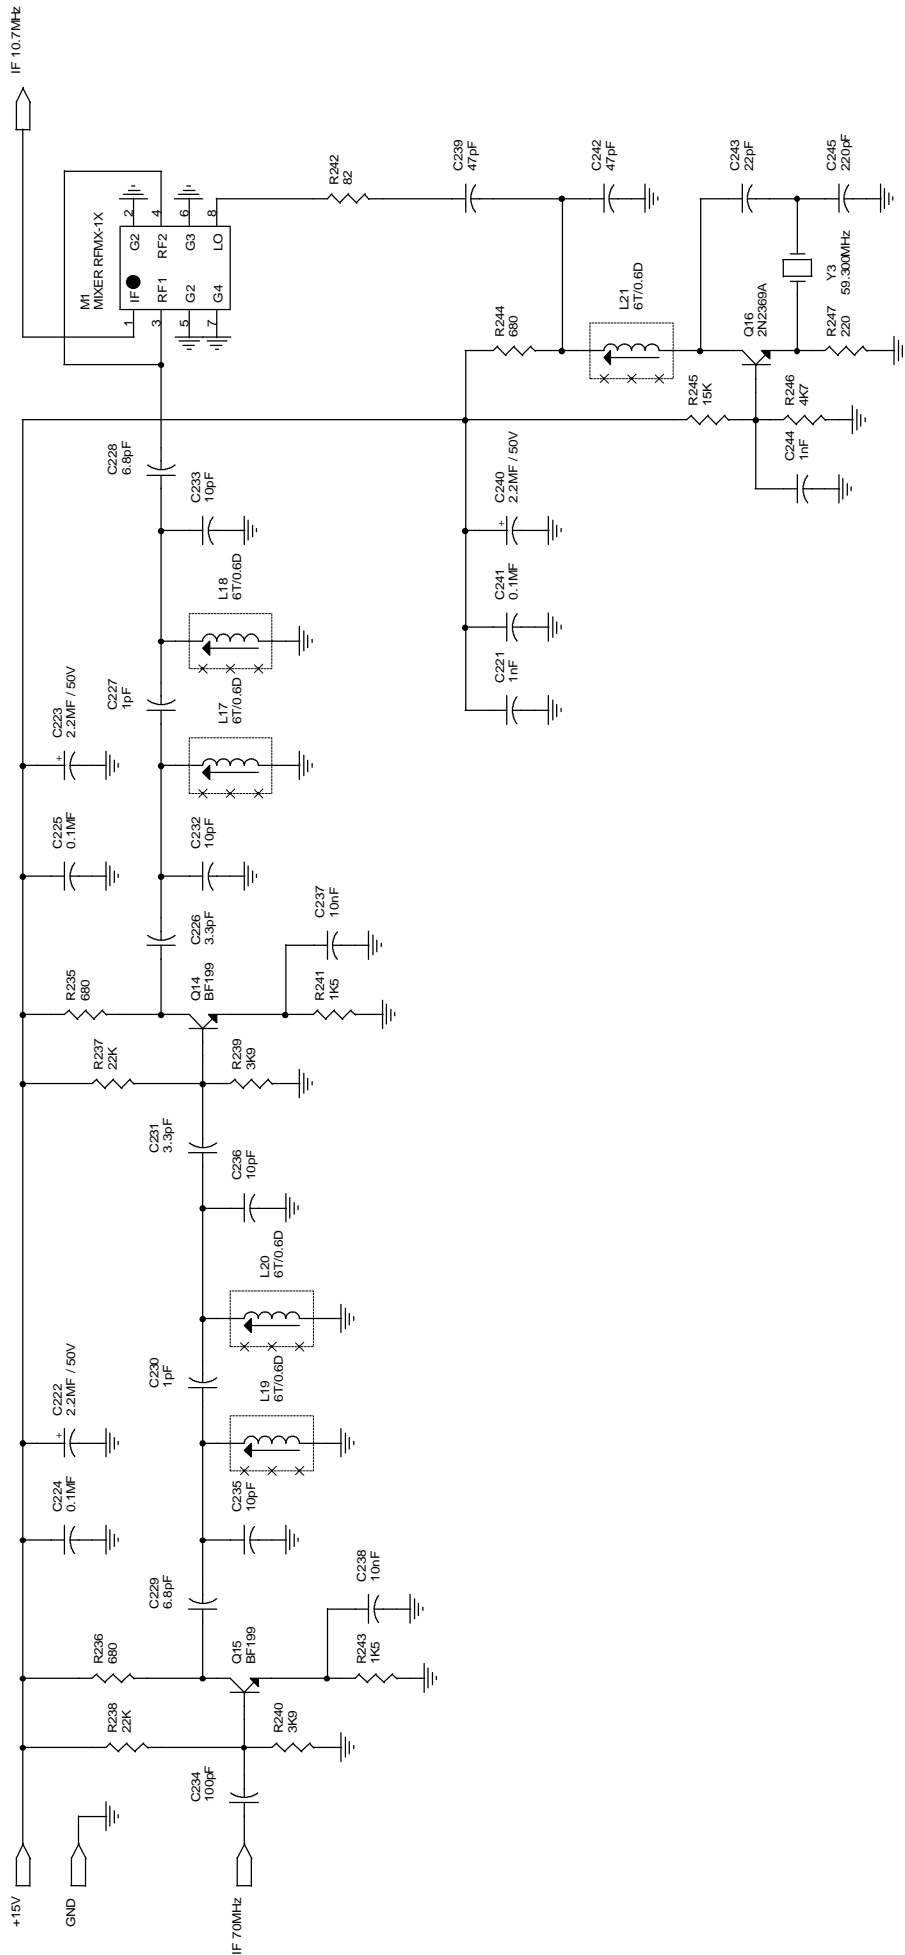 +15V
GND
IF 70MHz
C234
100pF
R238
22K
R240
3K9
R236
680
Q15
BF199
R243
1K5
C238
10nF
C229
6.8pF
C224
0.1MF
C222
2.2MF / 50V
+
C235
10pF
L19
6T/0.6D
C230
1pF
L20
6T/0.6D
C236
10pF
C231
3.3pF
R237
22K
R239
3K9
R235
680
Q14
BF199
R241
1K5
C237
10nF
C226
3.3pF
C225
0.1MF
C223
2.2MF / 50V
+
C232
10pF
L17
6T/0.6D
C227
1pF
L18
6T/0.6D
C233
10pF
C228
6.8pF
M1
MIXER RFMX-1X
1
IF
G2
2
3
RF1
RF2
4
5
G2
G3
6
7
G4
LO
8
IF 10.7MHz
R242
82
C239
47pF
C242
47pF
R244
680
L21
6T/0.6D
C221
1nF
C241
0.1MF
C240
2.2MF / 50V
+
R245
15K
R246
4K7
C244
1nF
Q16
2N2369A
R247
220
Y3
59.300MHz
C243
22pF
C245
220pF